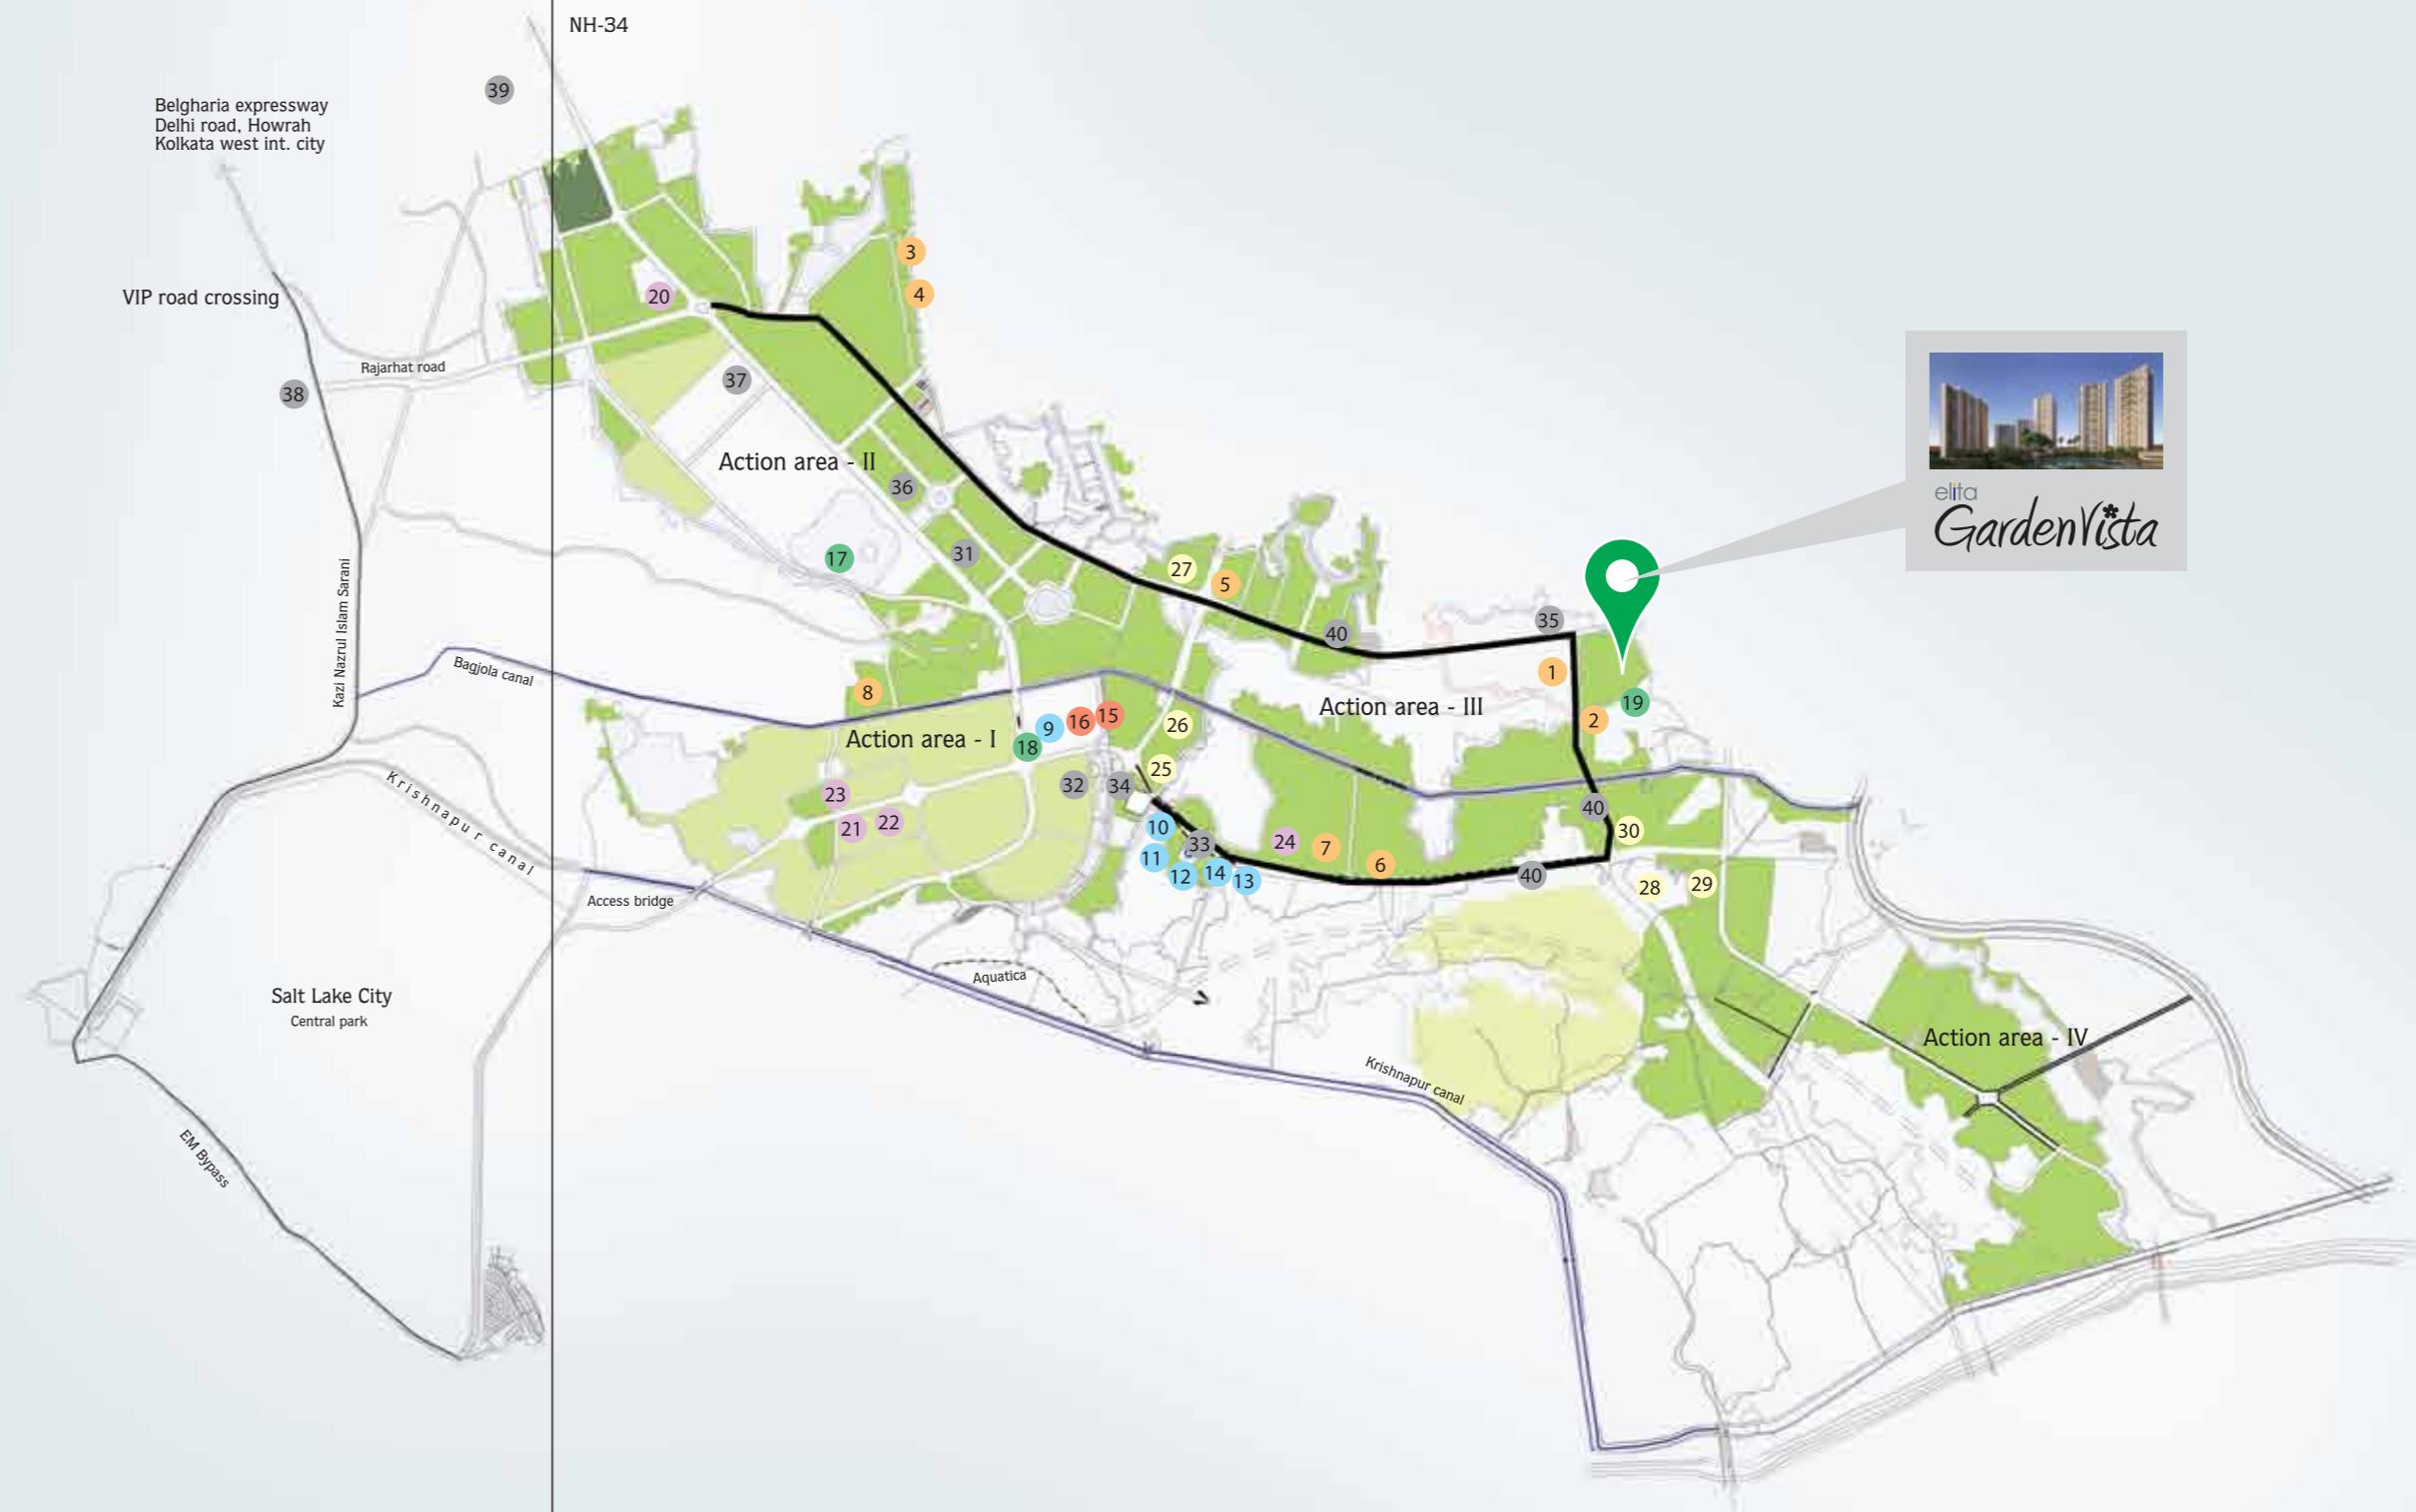 NH-34
39
Belgharia expressway
Delhi road, Howrah
Kolkata west int. city
3
VIP road crossing
20
4
Rajarhat road
37
38
Action area - II
36
elita
GardenVista
31
17
27
5
Kazi Nazrul Islam Sarani
35
40
Bagjola canal
1
8
19
Action area - III
2
15
16
9
26
Action area - I
18
25
Krishnapur canal
32
34
23
40
22
21
10
30
33
24
7
11
6
14
12
13
40
28
29
Access bridge
Aquatica
Salt Lake City
Central park
Action area - IV
Krishnapur canal
EM Bypass